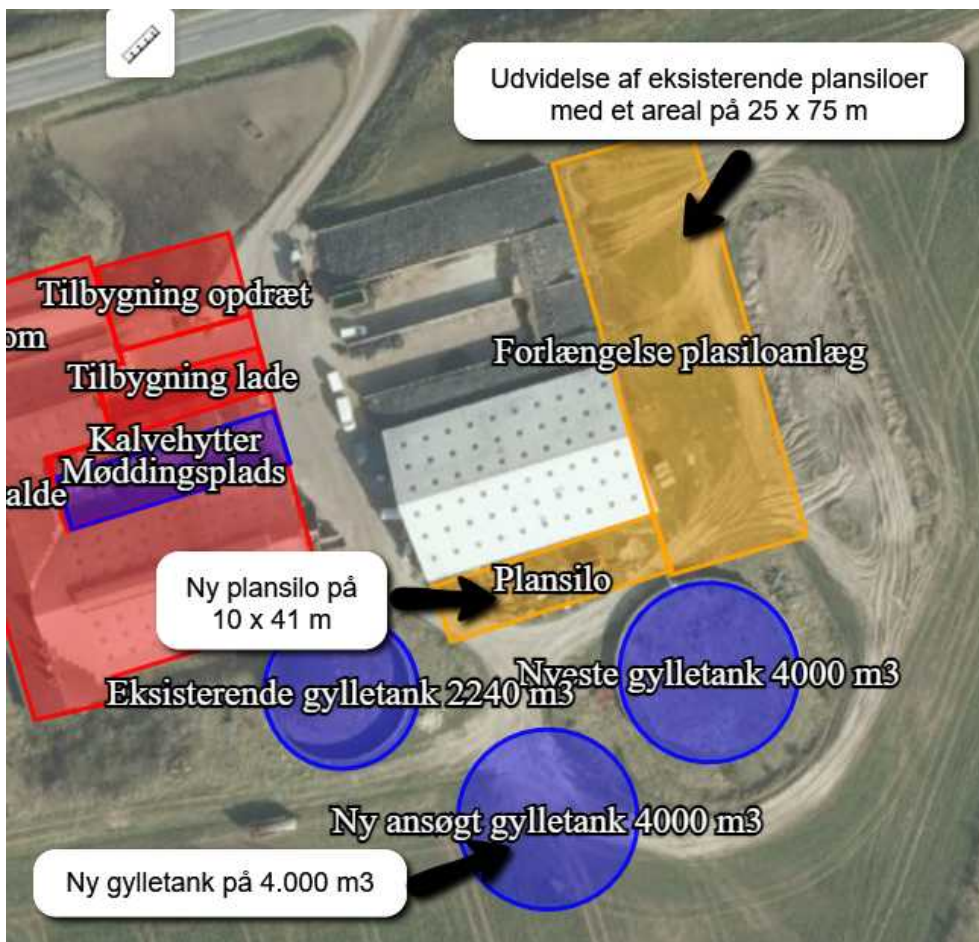 Udvidelse af eksisterende plansiloer
med et areal på 25 x 75 m
Tilbygning opdræt
om
Forlængelse plasiloanlæg
Tilbygning lade
Kalvehytter
Møddingsplads
alde
Ny plansilo på
10 x 41 m
Plansilo
Eksisterende gylletank 2240 m3
Nyeste gylletank 4000 m3
Ny ansøgt gylletank 4000 m3
Ny gylletank på 4.000 m3